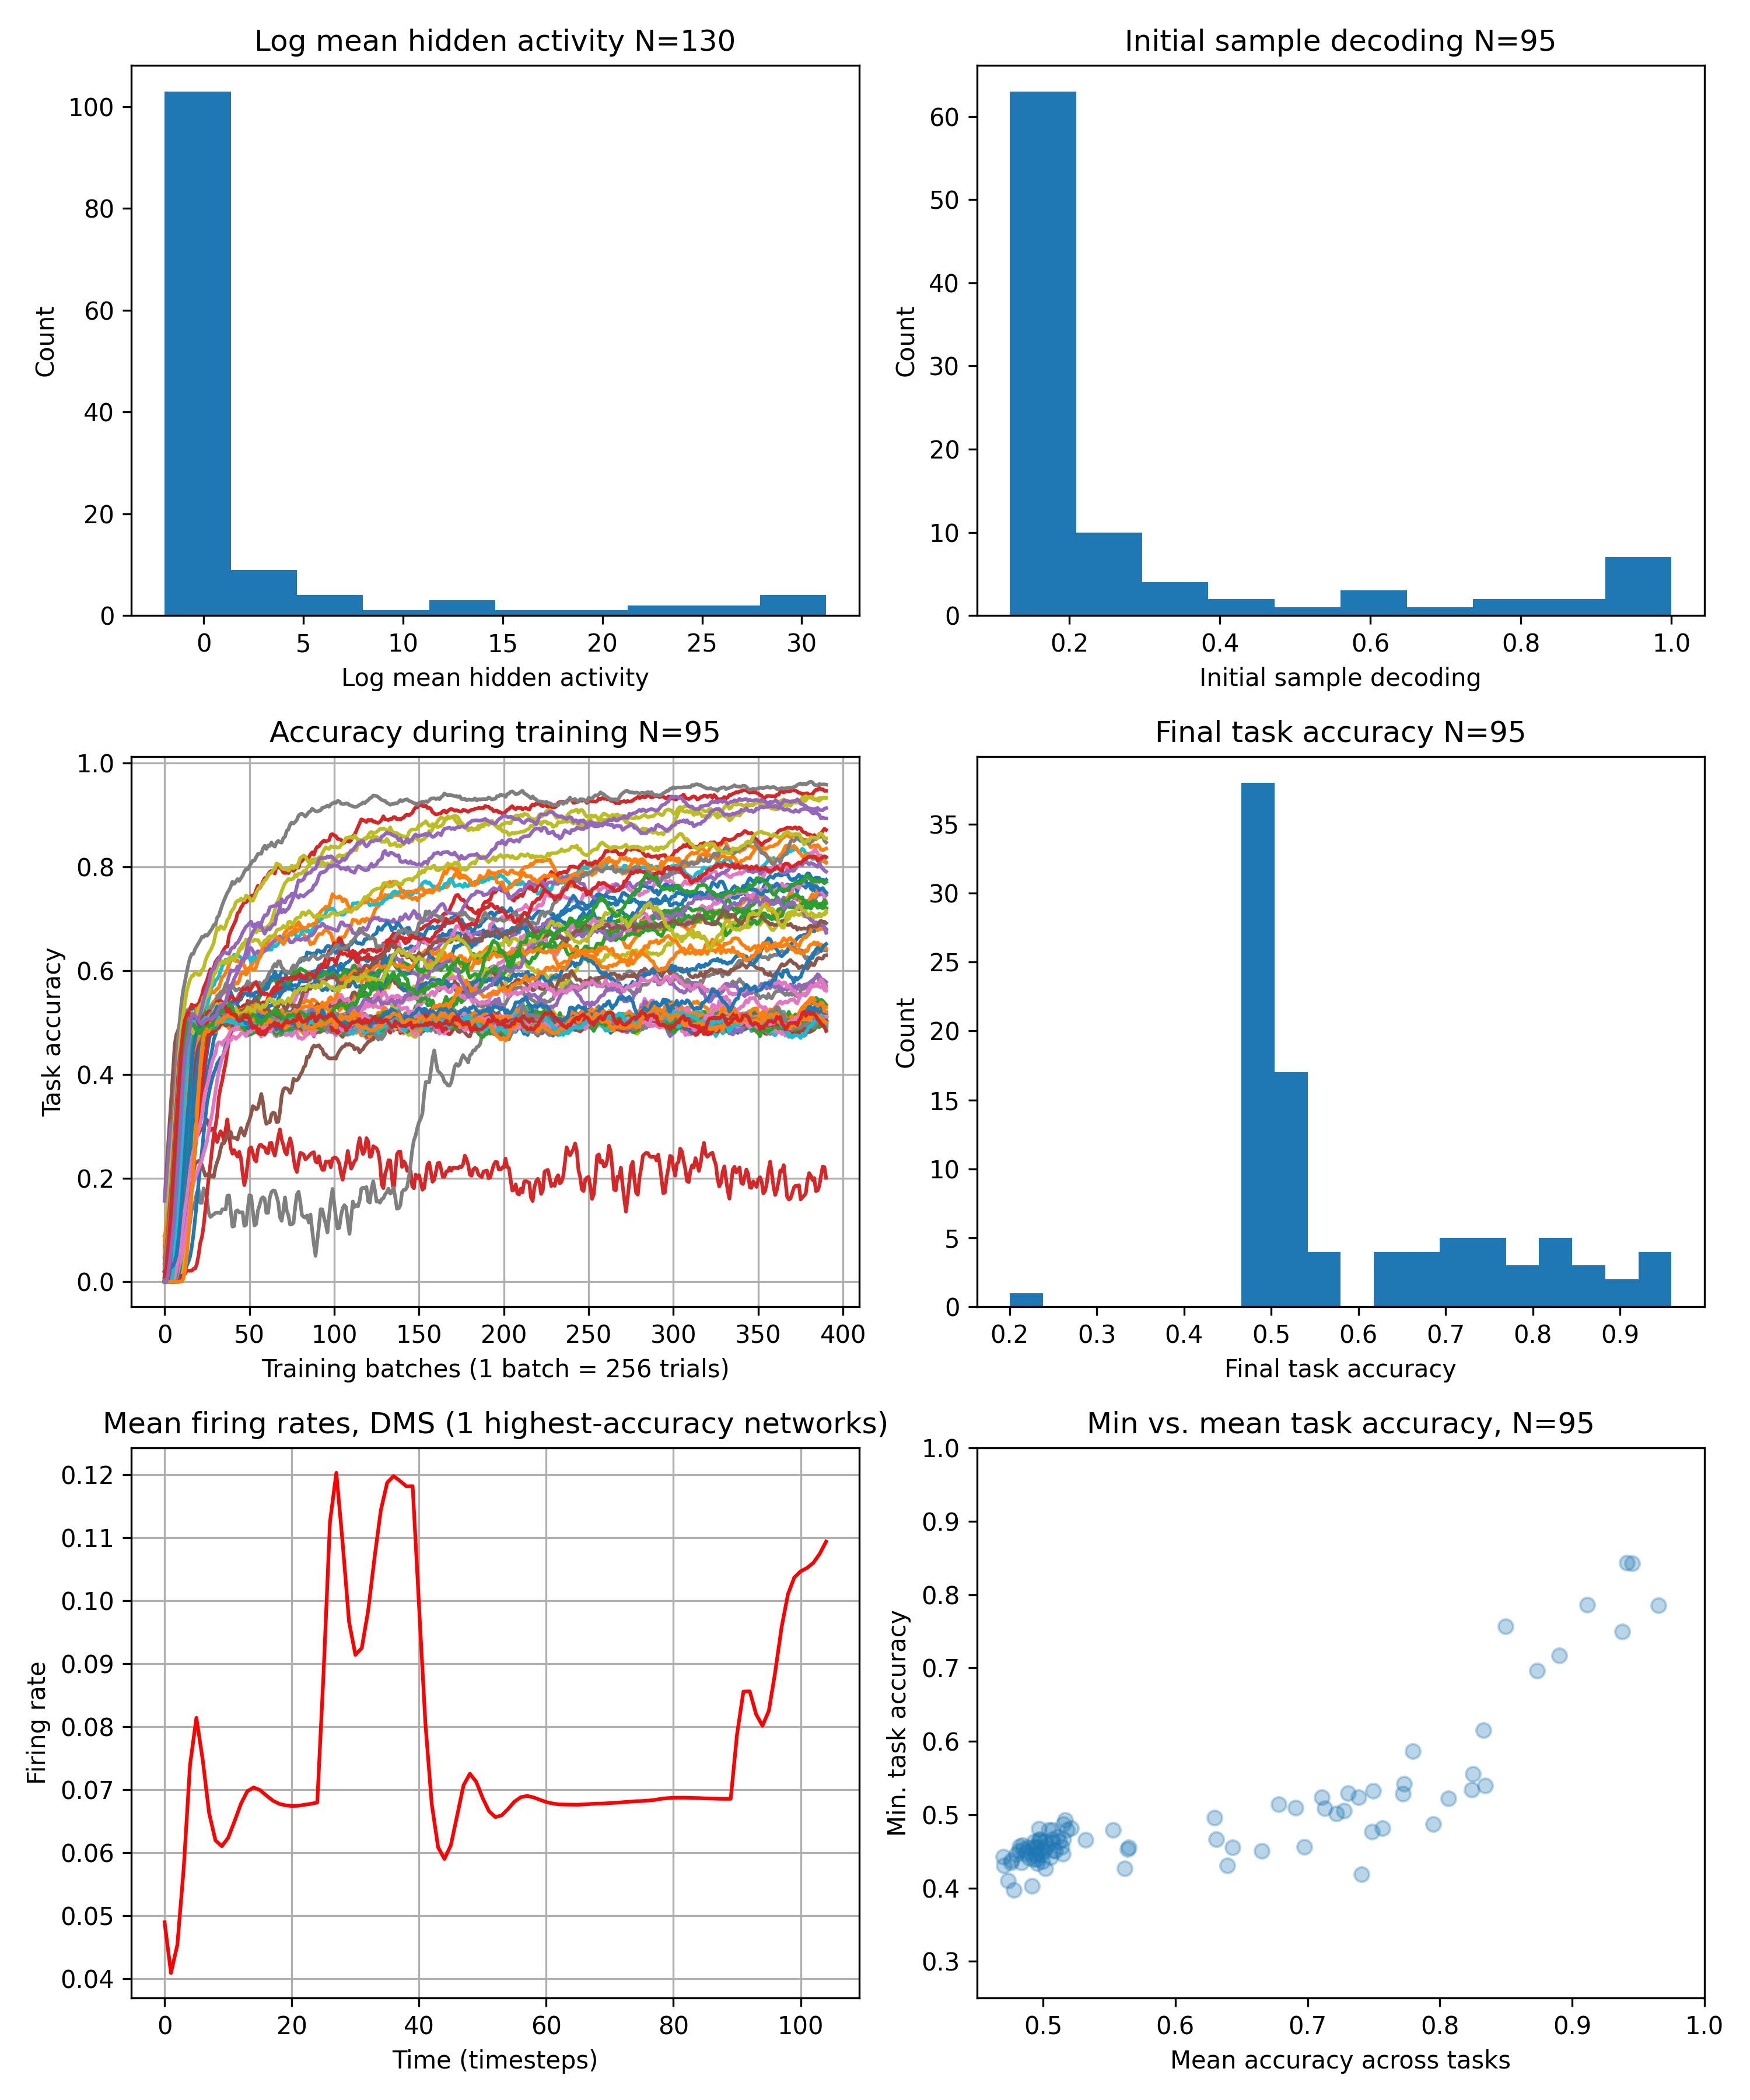 Log mean hidden activity N=130
Count
100
80
60
40
20
0
0 5 10 15 20 25 30
Log mean hidden activity
Initial sample decoding N=95
Count
60
50
40
30
20
10
0
0.2 0.4 0.6 0.8 1.0
Initial sample decoding
Accuracy during training N=95
Task accuracy
1.0
0.8
0.6
0.4
0.2
0.0
0 50 100 150 200 250 300 350 400
Training batches (1 batch = 256 trials)
Final task accuracy N=95
Count
35
30
25
20
15
10
5
0
0.2 0.3 0.4 0.5 0.6 0.7 0.8 0.9
Final task accuracy
Mean firing rates, DMS (1 highest-accuracy networks)
Firing rate
0.12
0.11
0.10
0.09
0.08
0.07
0.06
0.05
0.04
0 20 40 60 80 100
Time (timesteps)
Min vs. mean task accuracy, N=95
Min. task accuracy
1.0
0.9
0.8
0.7
0.6
0.5
0.4
0.3
0.5 0.6 0.7 0.8 0.9 1.0
Mean accuracy across tasks